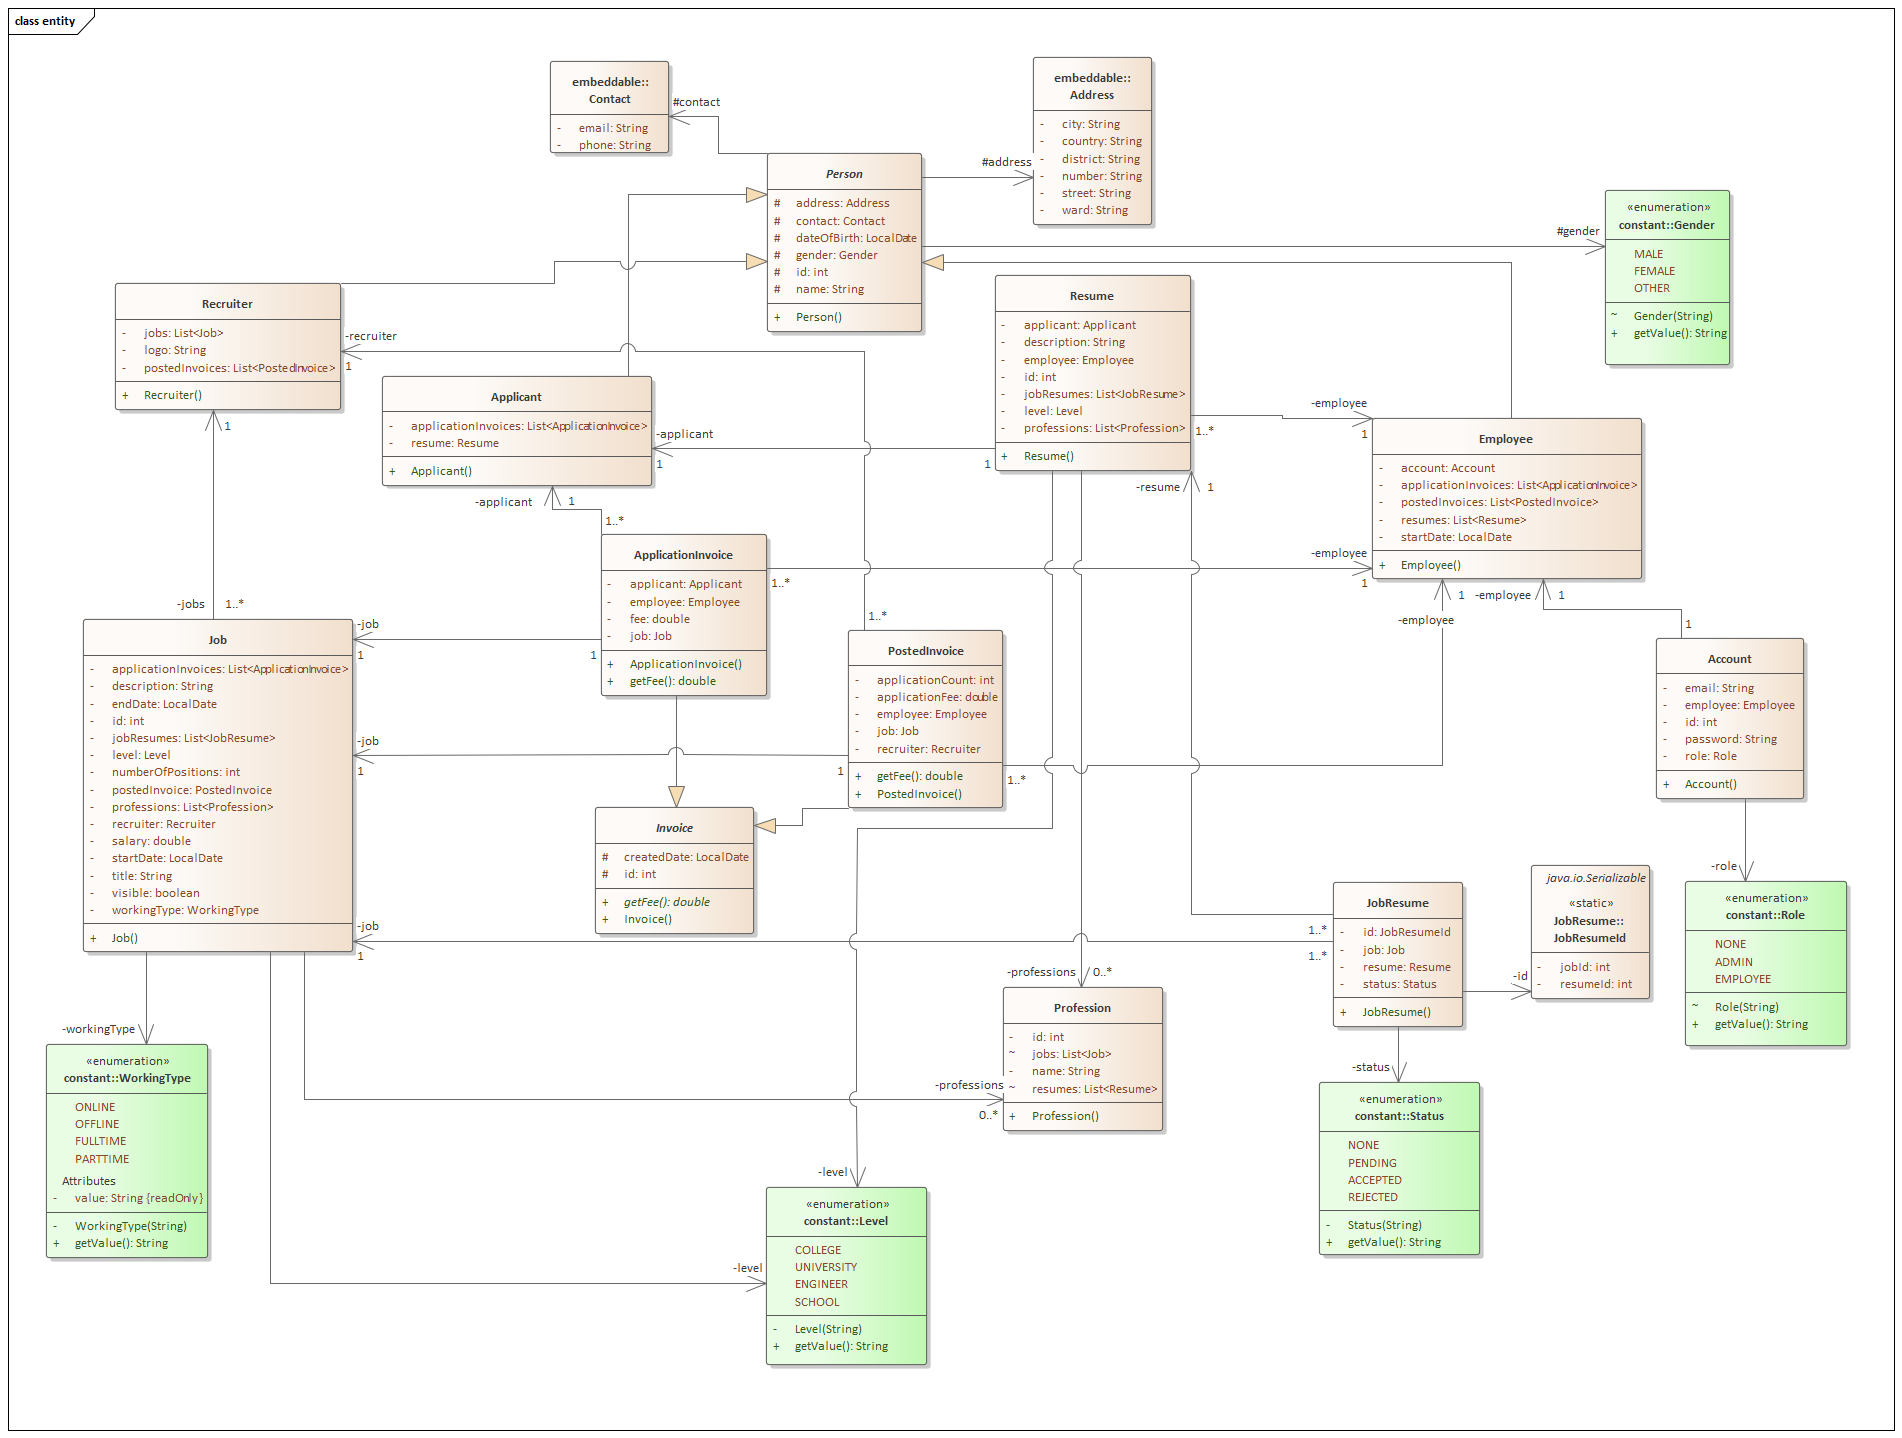 class entity
embeddable::
Contact
- email: String
- phone: String
#contact
embeddable::
Address
- city: String
- country: String
- district: String
- number: String
- street: String
- ward: String
#address
Person
# address: Address
# contact: Contact
# dateOfBirth: LocalDate
# gender: Gender
# id: int
# name: String
+ Person()
#gender
«enumeration»
constant::Gender
MALE
FEMALE
OTHER
~ Gender(String)
+ getValue(): String
Recruiter
- jobs: List<Job>
- logo: String
- postedInvoices: List<PostedInvoice>
+ Recruiter()
-recruiter
1
1
Resume
- applicant: Applicant
- description: String
- employee: Employee
- id: int
- jobResumes: List<JobResume>
- level: Level
- professions: List<Profession>
+ Resume()
1..*
1
-resume
1
Applicant
- applicationInvoices: List<ApplicationInvoice>
- resume: Resume
+ Applicant()
-applicant
1
-applicant
1
1..*
-employee
1
Employee
- account: Account
- applicationInvoices: List<ApplicationInvoice>
- postedInvoices: List<PostedInvoice>
- resumes: List<Resume>
- startDate: LocalDate
+ Employee()
-employee
1
1
-employee
-employee
1
1
ApplicationInvoice
- applicant: Applicant
- employee: Employee
- fee: double
- job: Job
+ ApplicationInvoice()
+ getFee(): double
1..*
1
-jobs
1..*
Job
- applicationInvoices: List<ApplicationInvoice>
- description: String
- endDate: LocalDate
- id: int
- jobResumes: List<JobResume>
- level: Level
- numberOfPositions: int
- postedInvoice: PostedInvoice
- professions: List<Profession>
- recruiter: Recruiter
- salary: double
- startDate: LocalDate
- title: String
- visible: boolean
- workingType: WorkingType
+ Job()
-job
1
-job
1
-job
1
1..*
PostedInvoice
- applicationCount: int
- applicationFee: double
- employee: Employee
- job: Job
- recruiter: Recruiter
+ getFee(): double
+ PostedInvoice()
1
1..*
Account
- email: String
- employee: Employee
- id: int
- password: String
- role: Role
+ Account()
-role
Invoice
# createdDate: LocalDate
# id: int
+ getFee(): double
+ Invoice()
JobResume
- id: JobResumeId
- job: Job
- resume: Resume
- status: Status
+ JobResume()
1..*
1..*
-id
java.io.Serializable
«static»
JobResume::
JobResumeId
- jobId: int
- resumeId: int
«enumeration»
constant::Role
NONE
ADMIN
EMPLOYEE
~ Role(String)
+ getValue(): String
-professions
0..*
Profession
- id: int
~ jobs: List<Job>
- name: String
~ resumes: List<Resume>
+ Profession()
-professions
0..*
-workingType
«enumeration»
constant::WorkingType
ONLINE
OFFLINE
FULLTIME
PARTTIME
Attributes
- value: String {readOnly}
- WorkingType(String)
+ getValue(): String
-status
«enumeration»
constant::Status
NONE
PENDING
ACCEPTED
REJECTED
- Status(String)
+ getValue(): String
-level
-level
«enumeration»
constant::Level
COLLEGE
UNIVERSITY
ENGINEER
SCHOOL
- Level(String)
+ getValue(): String